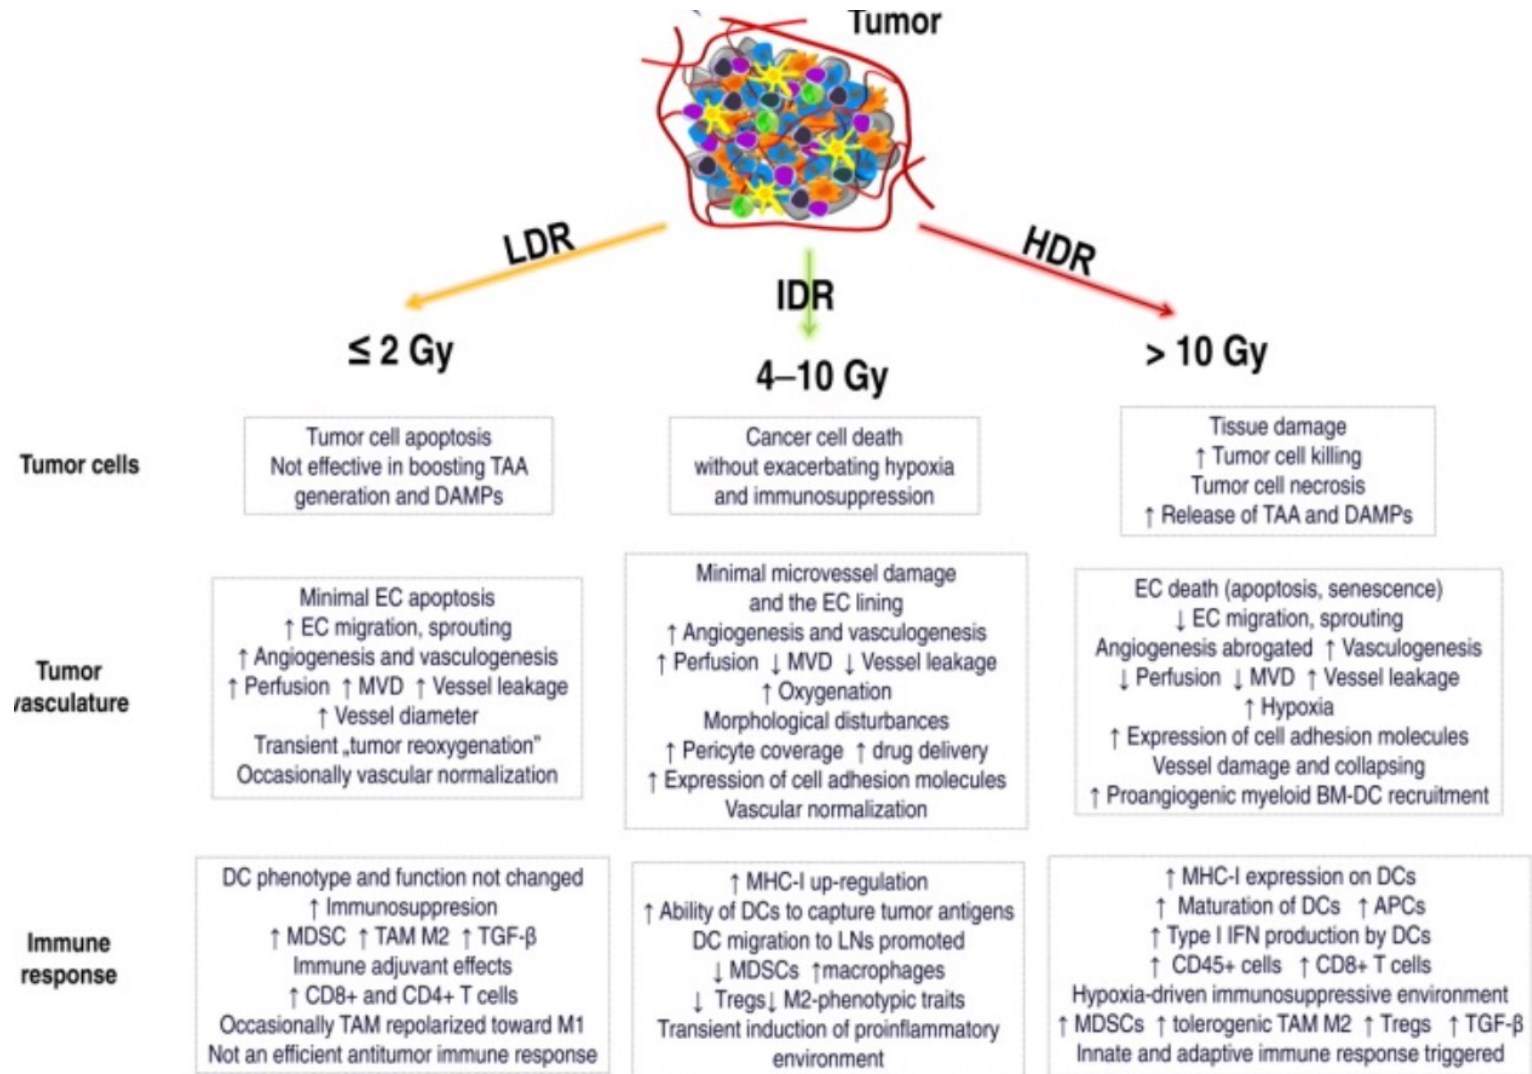 Tumor
LDR
IDR
HDR
≤ 2 Gy
4–10 Gy
> 10 Gy
Tumor cells
Tumor cell apoptosis
Not effective in boosting TAA
generation and DAMPs
Cancer cell death
without exacerbating hypoxia
and immunosuppression
Tissue damage
↑ Tumor cell killing
Tumor cell necrosis
↑ Release of TAA and DAMPs
Tumor
vasculature
Minimal EC apoptosis
↑ EC migration, sprouting
↑ Angiogenesis and vasculogenesis
↑ Perfusion ↑ MVD ↑ Vessel leakage
↑ Vessel diameter
Transient „tumor reoxygenation”
Occasionally vascular normalization
Minimal microvessel damage
and the EC lining
↑ Angiogenesis and vasculogenesis
↑ Perfusion ↓ MVD ↓ Vessel leakage
↑ Oxygenation
Morphological disturbances
↑ Pericyte coverage ↑ drug delivery
↑ Expression of cell adhesion molecules
Vascular normalization
EC death (apoptosis, senescence)
↓ EC migration, sprouting
Angiogenesis abrogated ↑ Vasculogenesis
↓ Perfusion ↓ MVD ↑ Vessel leakage
↑ Hypoxia
↑ Expression of cell adhesion molecules
Vessel damage and collapsing
↑ Proangiogenic myeloid BM-DC recruitment
Immune
response
DC phenotype and function not changed
↑ Immunosuppresion
↑ MDSC ↑ TAM M2 ↑ TGF-β
Immune adjuvant effects
↑ CD8+ and CD4+ T cells
Occasionally TAM repolarized toward M1
Not an efficient antitumor immune response
↑ MHC-I up-regulation
↑ Ability of DCs to capture tumor antigens
DC migration to LNs promoted
↓ MDSCs ↑macrophages
↓ Tregs↓ M2-phenotypic traits
Transient induction of proinflammatory
environment
↑ MHC-I expression on DCs
↑ Maturation of DCs ↑ APCs
↑ Type I IFN production by DCs
↑ CD45+ cells ↑ CD8+ T cells
Hypoxia-driven immunosuppressive environment
↑ MDSCs ↑ tolerogenic TAM M2 ↑ Tregs ↑ TGF-β
Innate and adaptive immune response triggered